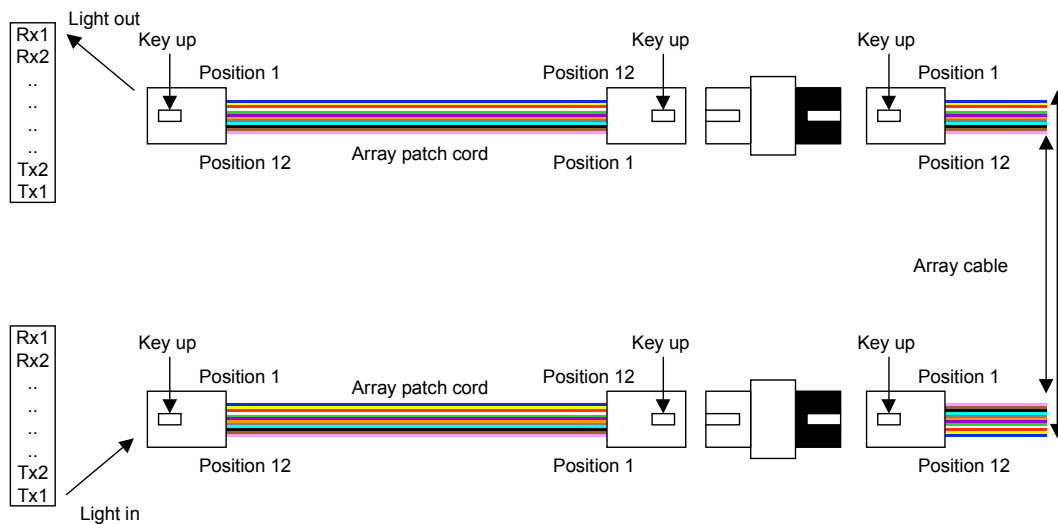 Light out
Rx1
Rx2
..
..
..
..
Tx2
Tx1
Key up
Key up
Key up
Position 1
Position 12
Position 1
Position 12
Array patch cord
Position 1
Position 12
Array cable
Rx1
Rx2
..
..
..
..
Tx2
Tx1
Key up
Key up
Key up
Position 1
Array patch cord
Position 12
Position 1
Position 12
Position 1
Position 12
Light in